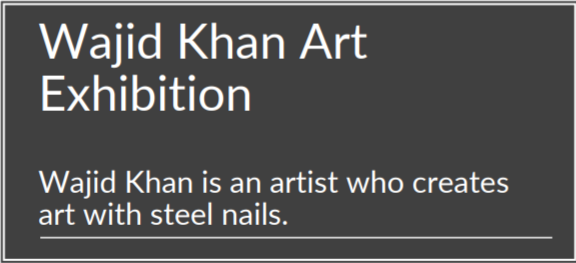 Wajid Khan Art
Exhibition
Wajid Khan is an artist who creates
art with steel nails.